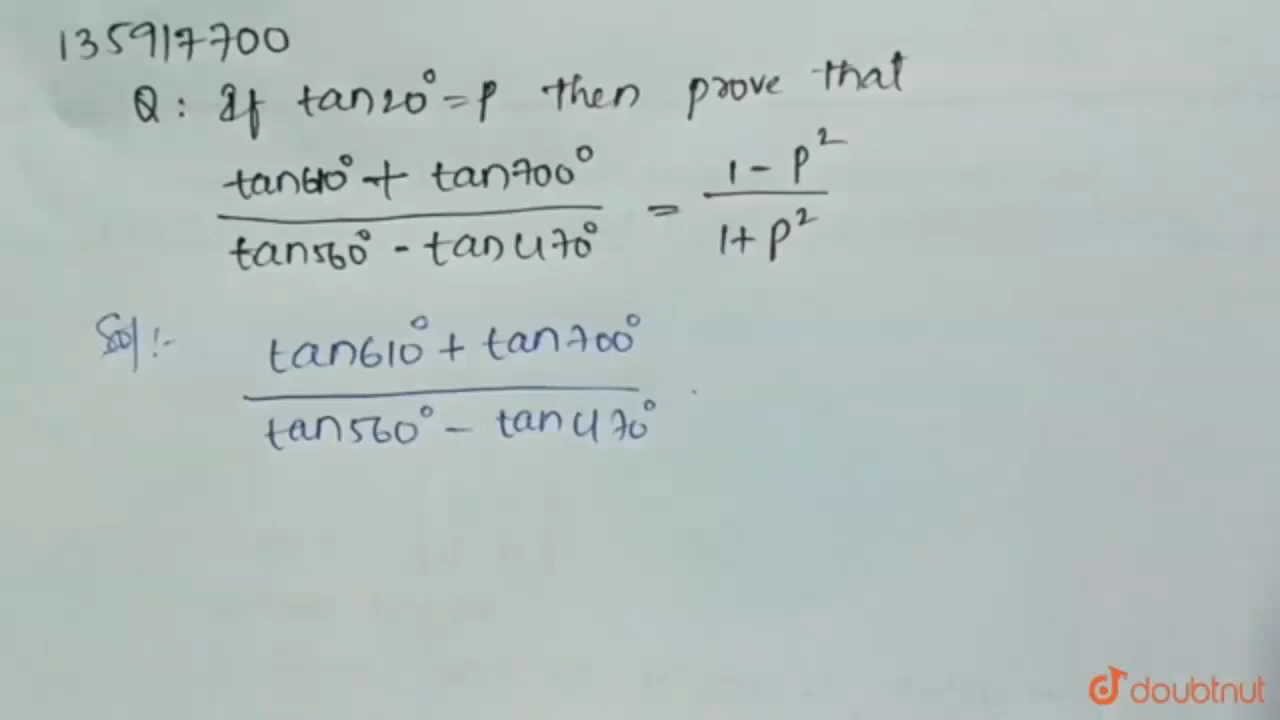 135917700
Q: If tan20° = P then prove that
tan610° + tan700° / tan560° - tan470° = 1 - P² / 1 + P²
Sol:- tan610° + tan700° / tan560° - tan470°
doubtnut